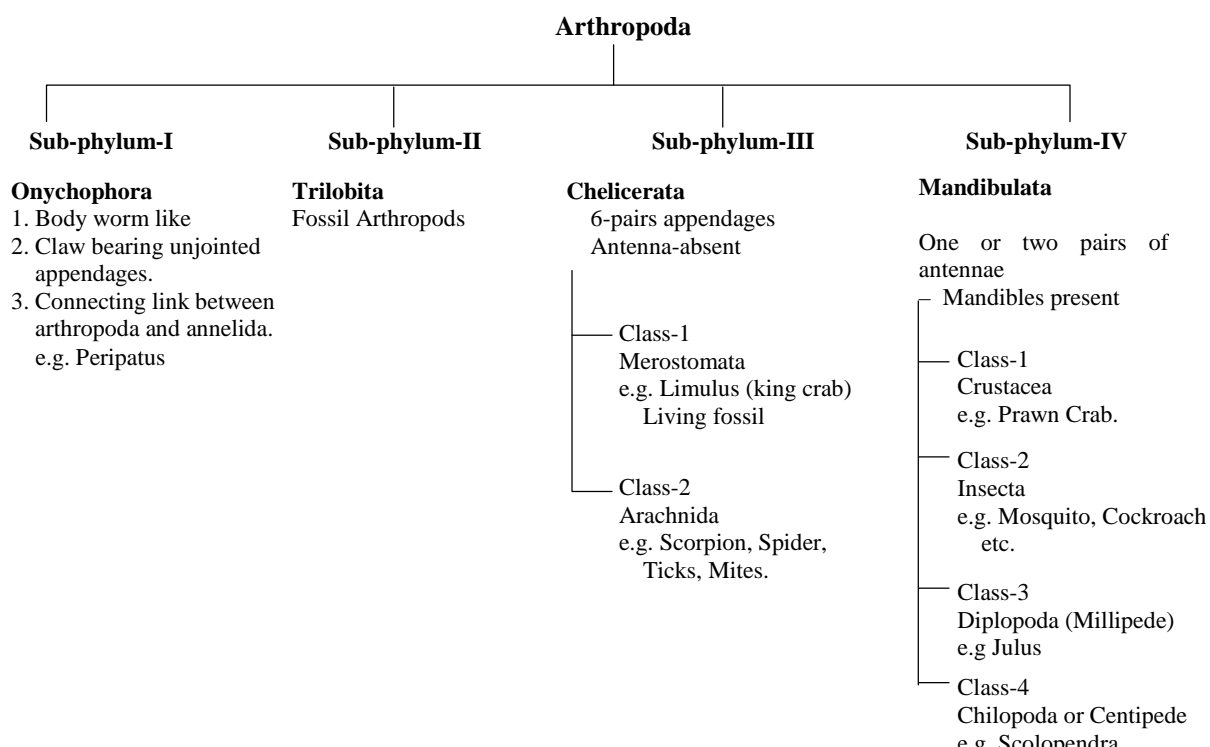 Arthropoda
Sub-phylum-I
Sub-phylum-II
Sub-phylum-III
Sub-phylum-IV
Onychophora
1. Body worm like
2. Claw bearing unjointed
appendages.
3. Connecting link between
arthropoda and annelida.
e.g. Peripatus
Trilobita
Fossil Arthropods
Chelicerata
6-pairs appendages
Antenna-absent
Class-1
Merostomata
e.g. Limulus (king crab)
Living fossil
Class-2
Arachnida
e.g. Scorpion, Spider,
Ticks, Mites.
Mandibulata
One or two pairs of
antennae
Mandibles present
Class-1
Crustacea
e.g. Prawn Crab.
Class-2
Insecta
e.g. Mosquito, Cockroach
etc.
Class-3
Diplopoda (Millipede)
e.g Julus
Class-4
Chilopoda or Centipede
e.g. Scolopendra